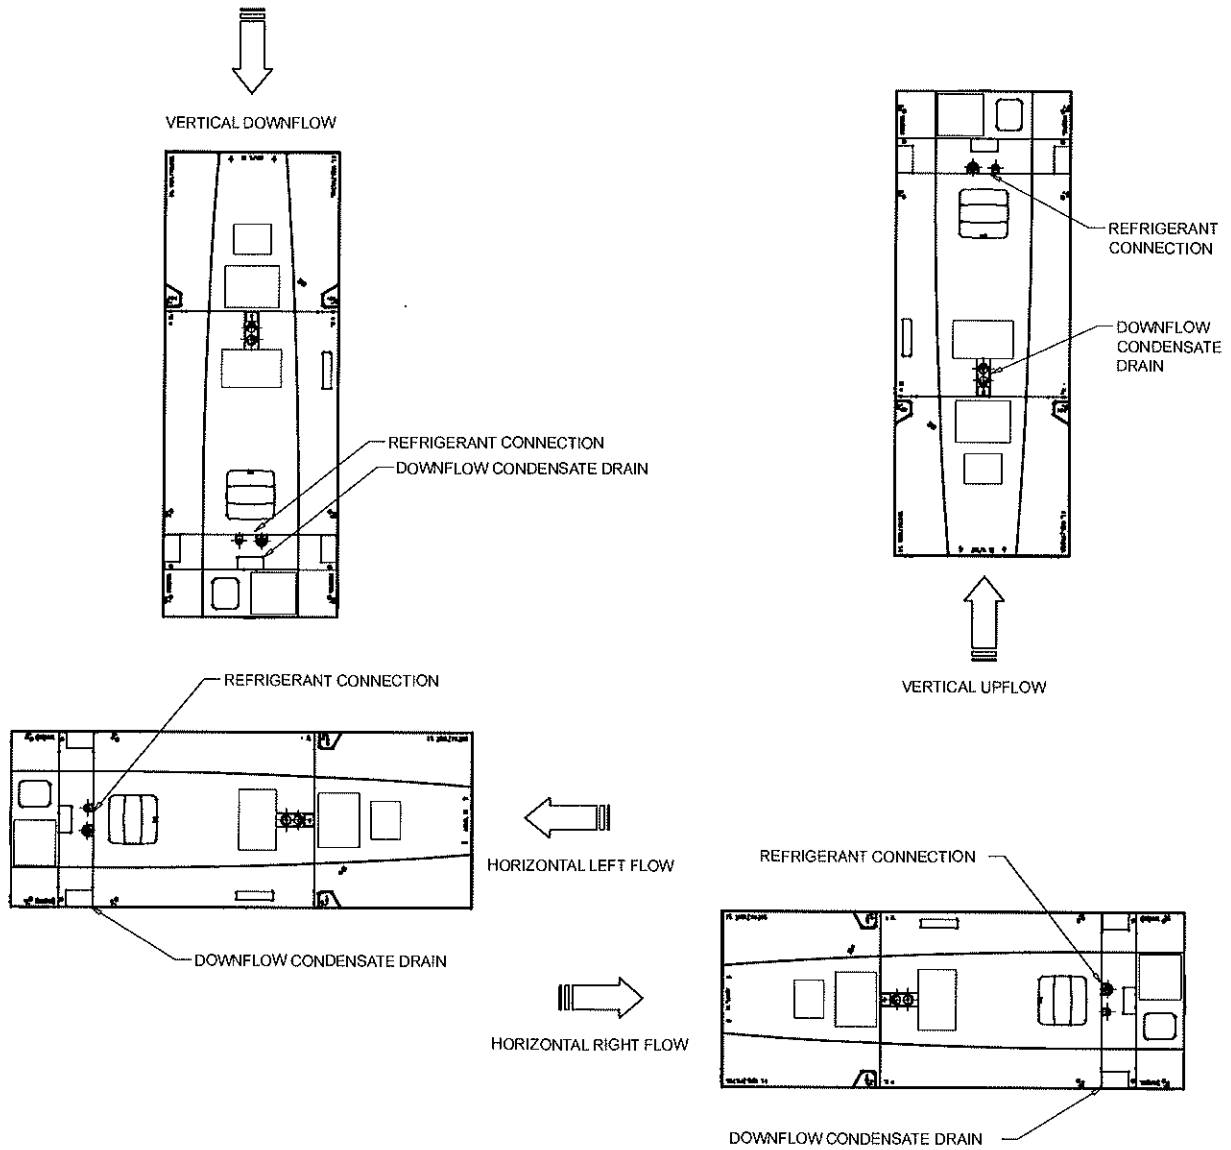 VERTICAL DOWNFLOW
REFRIGERANT
CONNECTION
DOWNFLOW
CONDENSATE
DRAIN
REFRIGERANT CONNECTION
DOWNFLOW CONDENSATE DRAIN
VERTICAL UPFLOW
REFRIGERANT CONNECTION
HORIZONTAL LEFT FLOW
DOWNFLOW CONDENSATE DRAIN
REFRIGERANT CONNECTION
HORIZONTAL RIGHT FLOW
DOWNFLOW CONDENSATE DRAIN